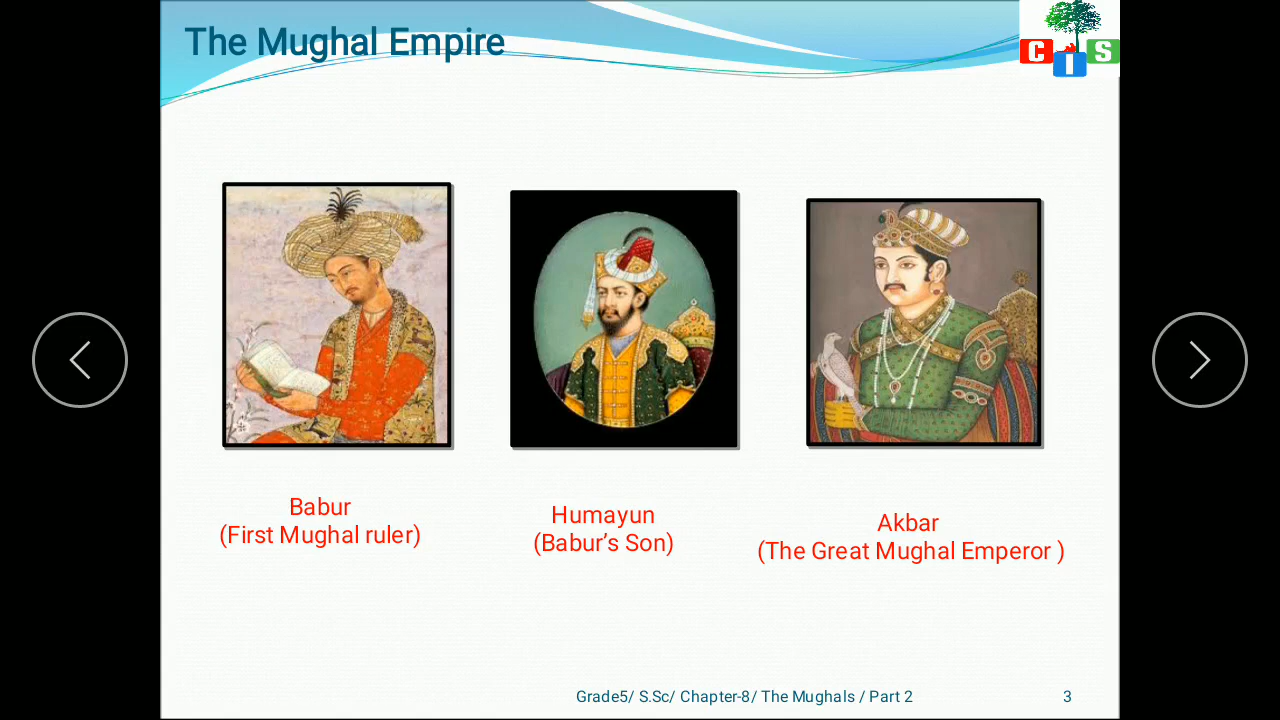 The Mughal Empire
C I S
Babur
(First Mughal ruler)
Humayun
(Babur’s Son)
Akbar
(The Great Mughal Emperor )
Grade5/ S.Sc/ Chapter-8/ The Mughals / Part 2
3